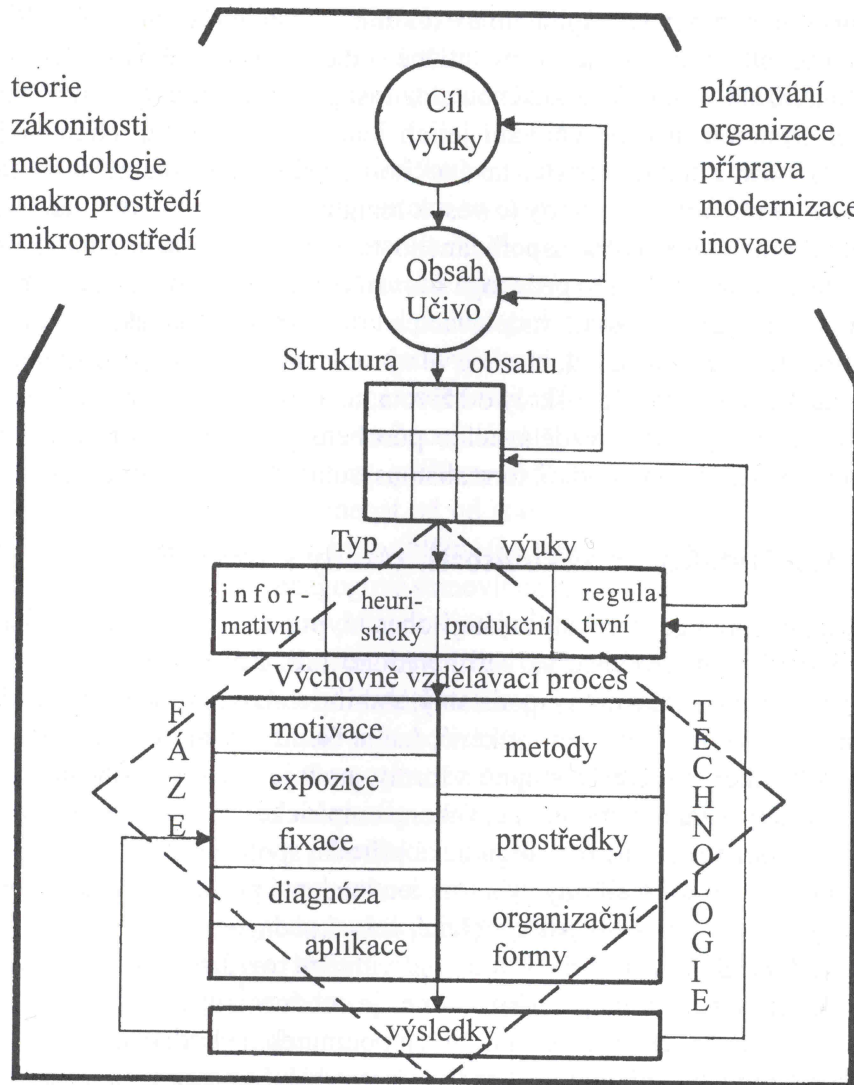 teorie
zákonitosti
metodologie
makroprostředí
mikroprostředí
plánování
organizace
příprava
modernizace
inovace
Cíl
výuky
Obsah
Učivo
Struktura obsahu
Typ výuky
infor-
mativní
heuri-
stický
produkční
regula-
tivní
Výchovně vzdělávací proces
FÁZE
motivace
expozice
fixace
diagnóza
aplikace
metody
prostředky
organizační
formy
TECHNOLOGIE
výsledky